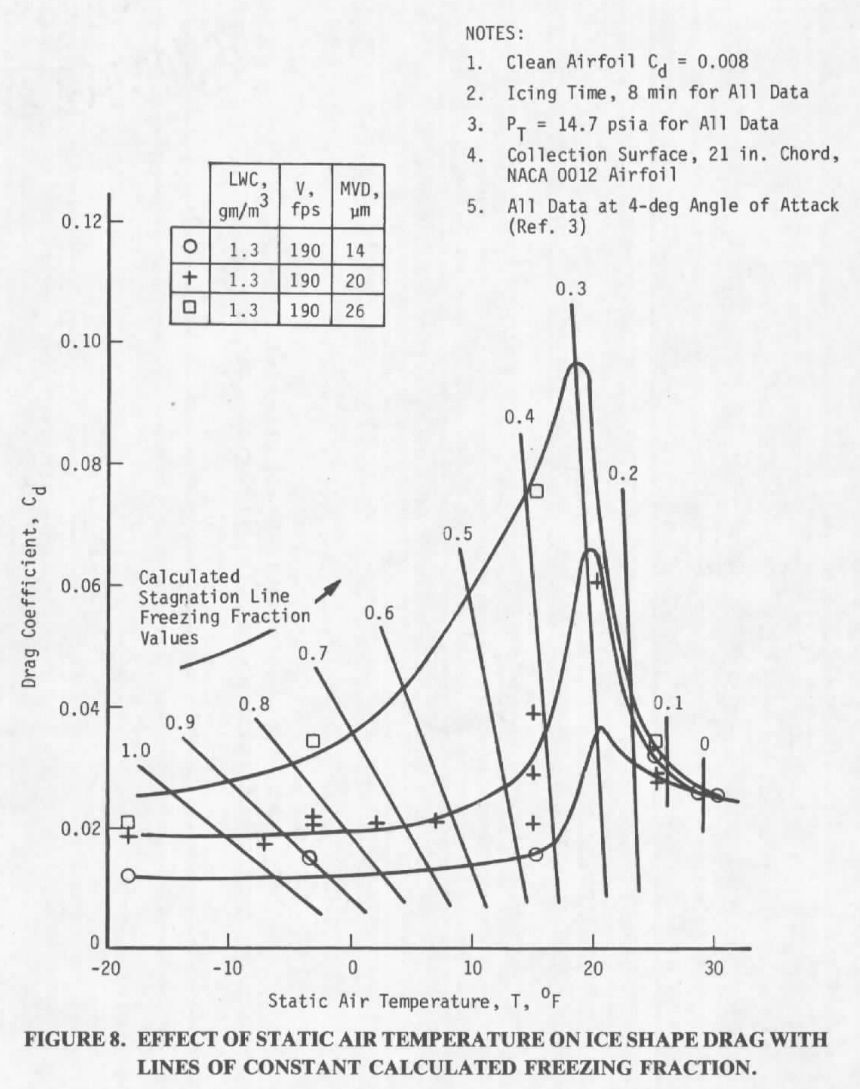 NOTES:
1. Clean Airfoil Cd = 0.008
2. Icing Time, 8 min for All Data
3. PT = 14.7 psia for All Data
4. Collection Surface, 21 in. Chord,
NACA 0012 Airfoil
5. All Data at 4-deg Angle of Attack
(Ref. 3)
LWC, gm/m3 V, fps MVD, μm
O 1.3 190 14
+ 1.3 190 20
□ 1.3 190 26
0.12
0.10
0.08
0.06
0.04
0.02
0
Drag Coefficient, Cd
Calculated
Stagnation Line
Freezing Fraction
Values
1.0
0.9
0.8
0.7
0.6
0.5
0.4
0.3
0.2
0.1
0
-20 -10 0 10 20 30
Static Air Temperature, T, °F
FIGURE 8. EFFECT OF STATIC AIR TEMPERATURE ON ICE SHAPE DRAG WITH
LINES OF CONSTANT CALCULATED FREEZING FRACTION.